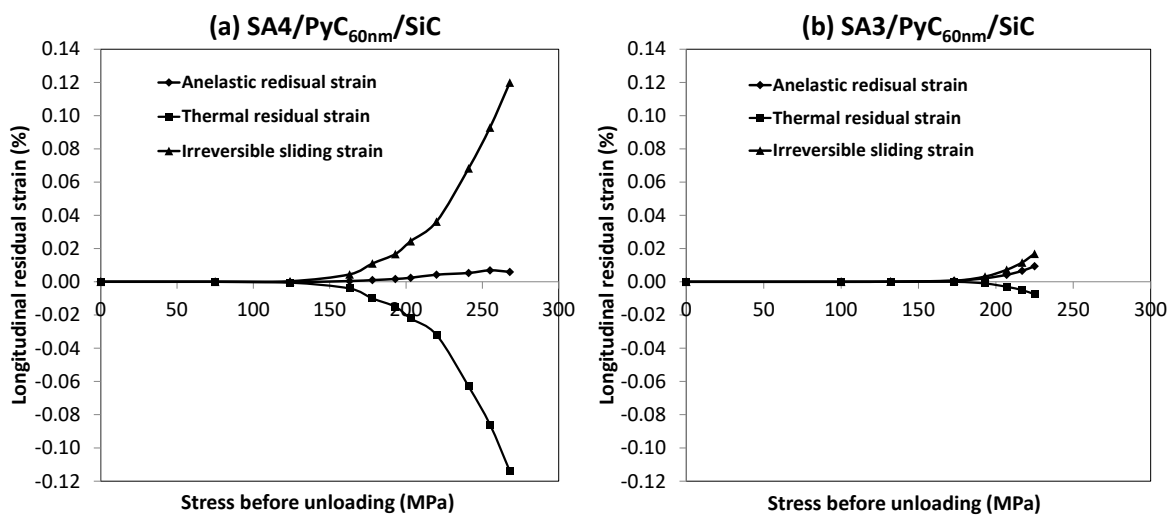 (a) SA4/PyC60nm/SiC
0.14
0.12
0.10
0.08
0.06
0.04
0.02
0.00
-0.02
-0.04
-0.06
-0.08
-0.10
-0.12
Longitudinal residual strain (%)
Anelastic redisual strain
Thermal residual strain
Irreversible sliding strain
0 50 100 150 200 250 300
Stress before unloading (MPa)
(b) SA3/PyC60nm/SiC
0.14
0.12
0.10
0.08
0.06
0.04
0.02
0.00
-0.02
-0.04
-0.06
-0.08
-0.10
-0.12
Longitudinal residual strain (%)
Anelastic redisual strain
Thermal residual strain
Irreversible sliding strain
0 50 100 150 200 250 300
Stress before unloading (MPa)